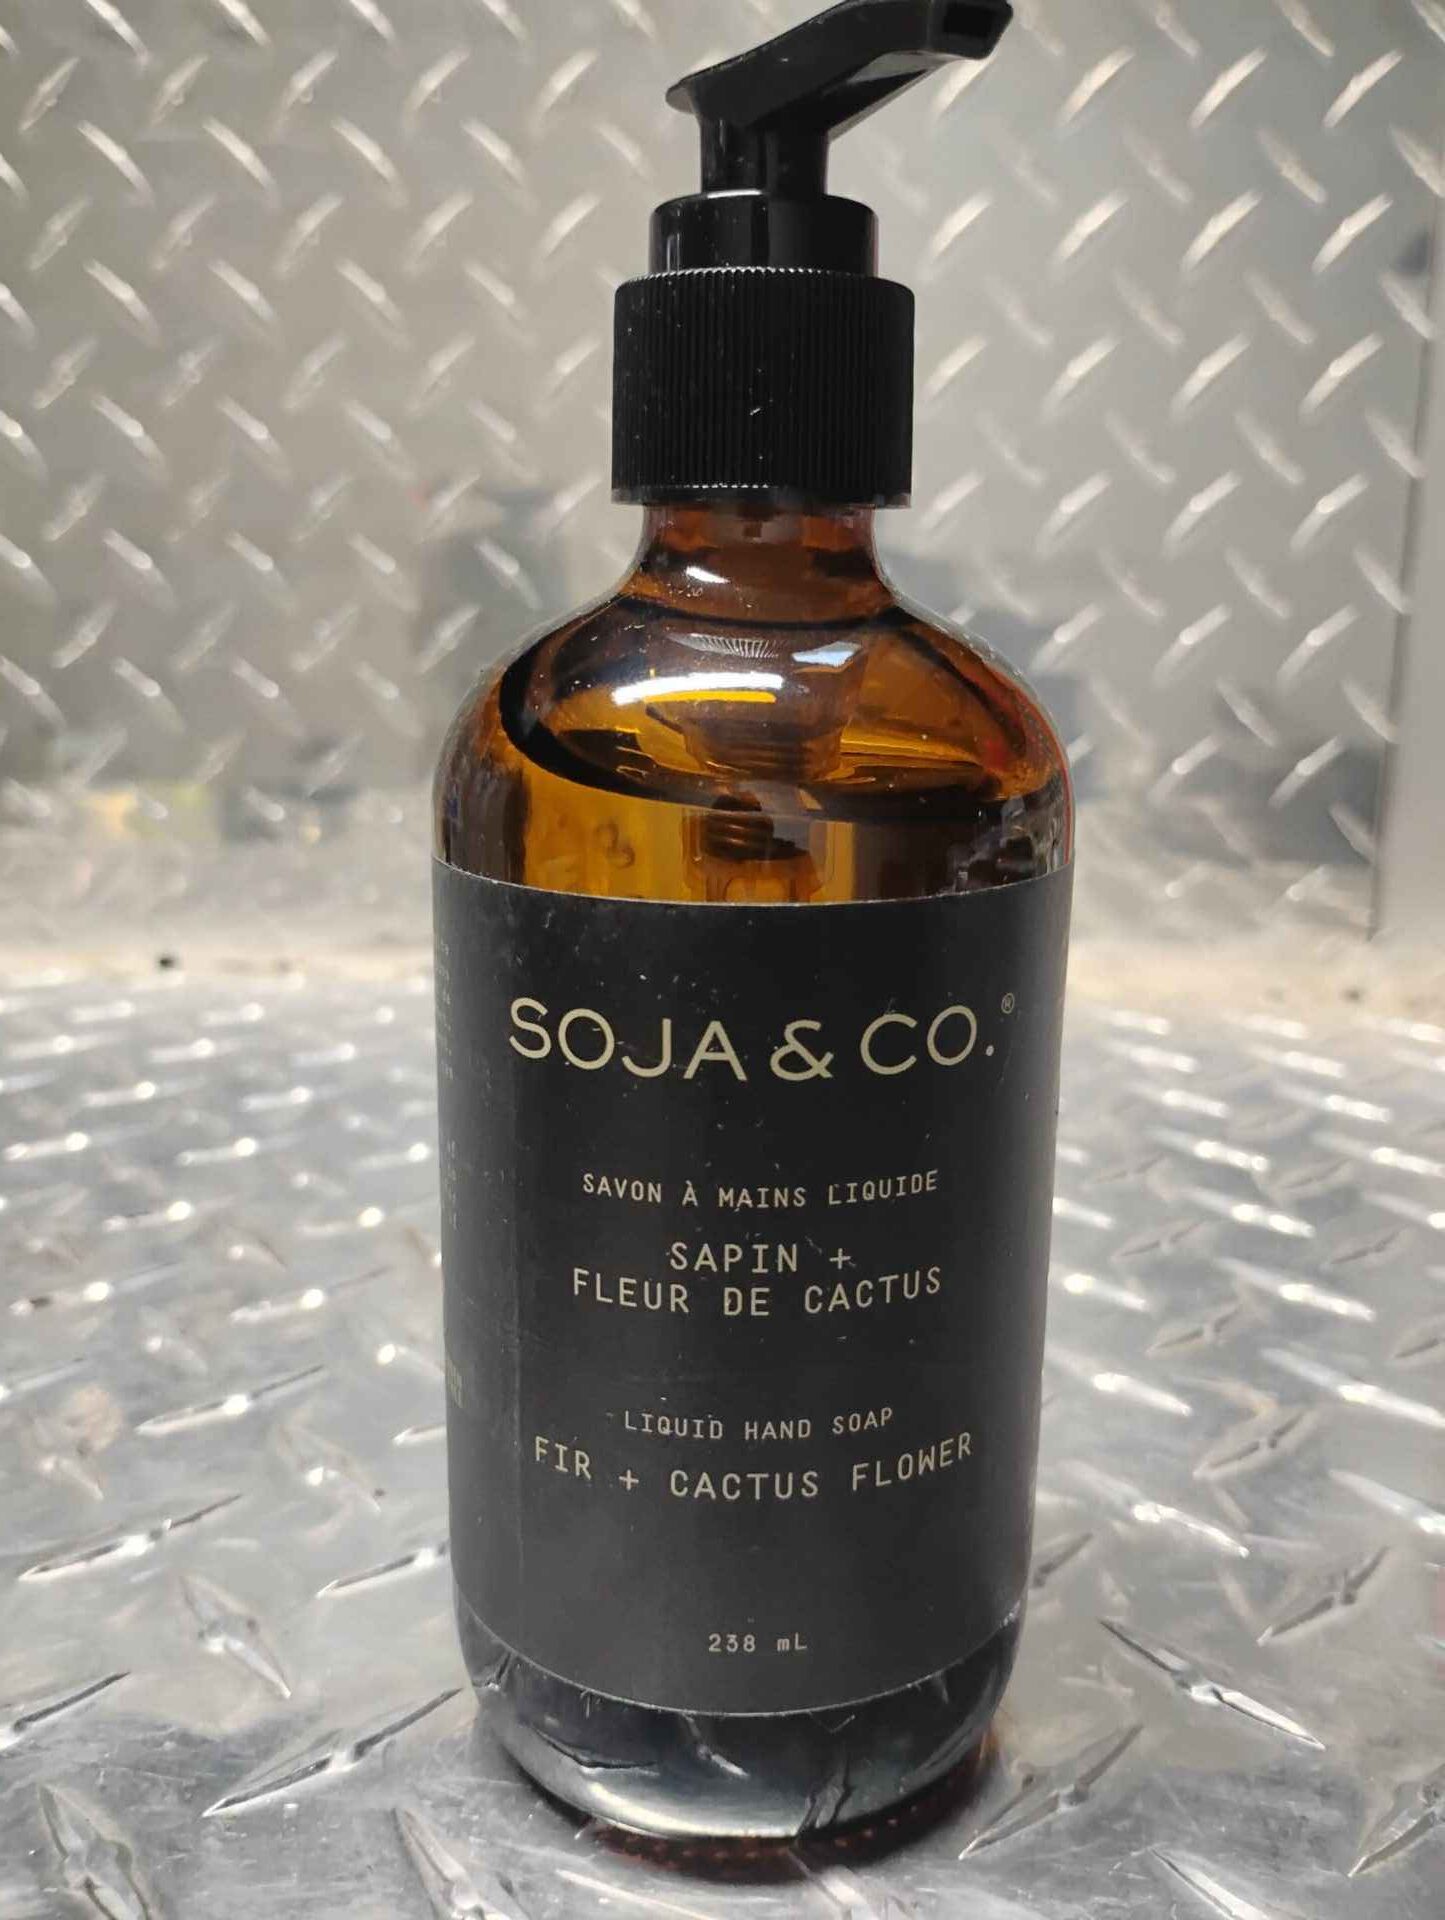 SOJA & CO.®
SAVON À MAINS LIQUIDE
SAPIN +
FLEUR DE CACTUS
LIQUID HAND SOAP
FIR + CACTUS FLOWER
238 mL